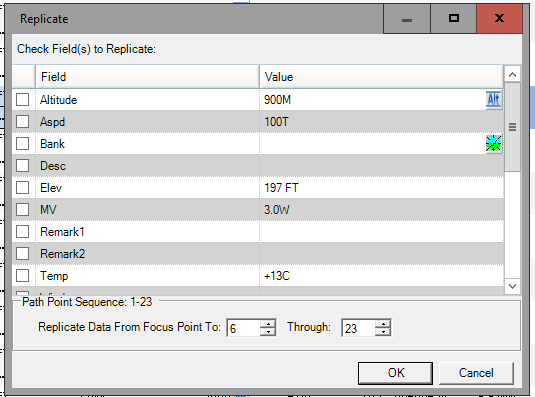 Replicate
Check Field(s) to Replicate:
Field Value
Altitude 900M Alt
Aspd 100T
Bank
Desc
Elev 197 FT
MV 3.0W
Remark1
Remark2
Temp +13C
Path Point Sequence: 1-23
Replicate Data From Focus Point To: 6 Through: 23
OK Cancel